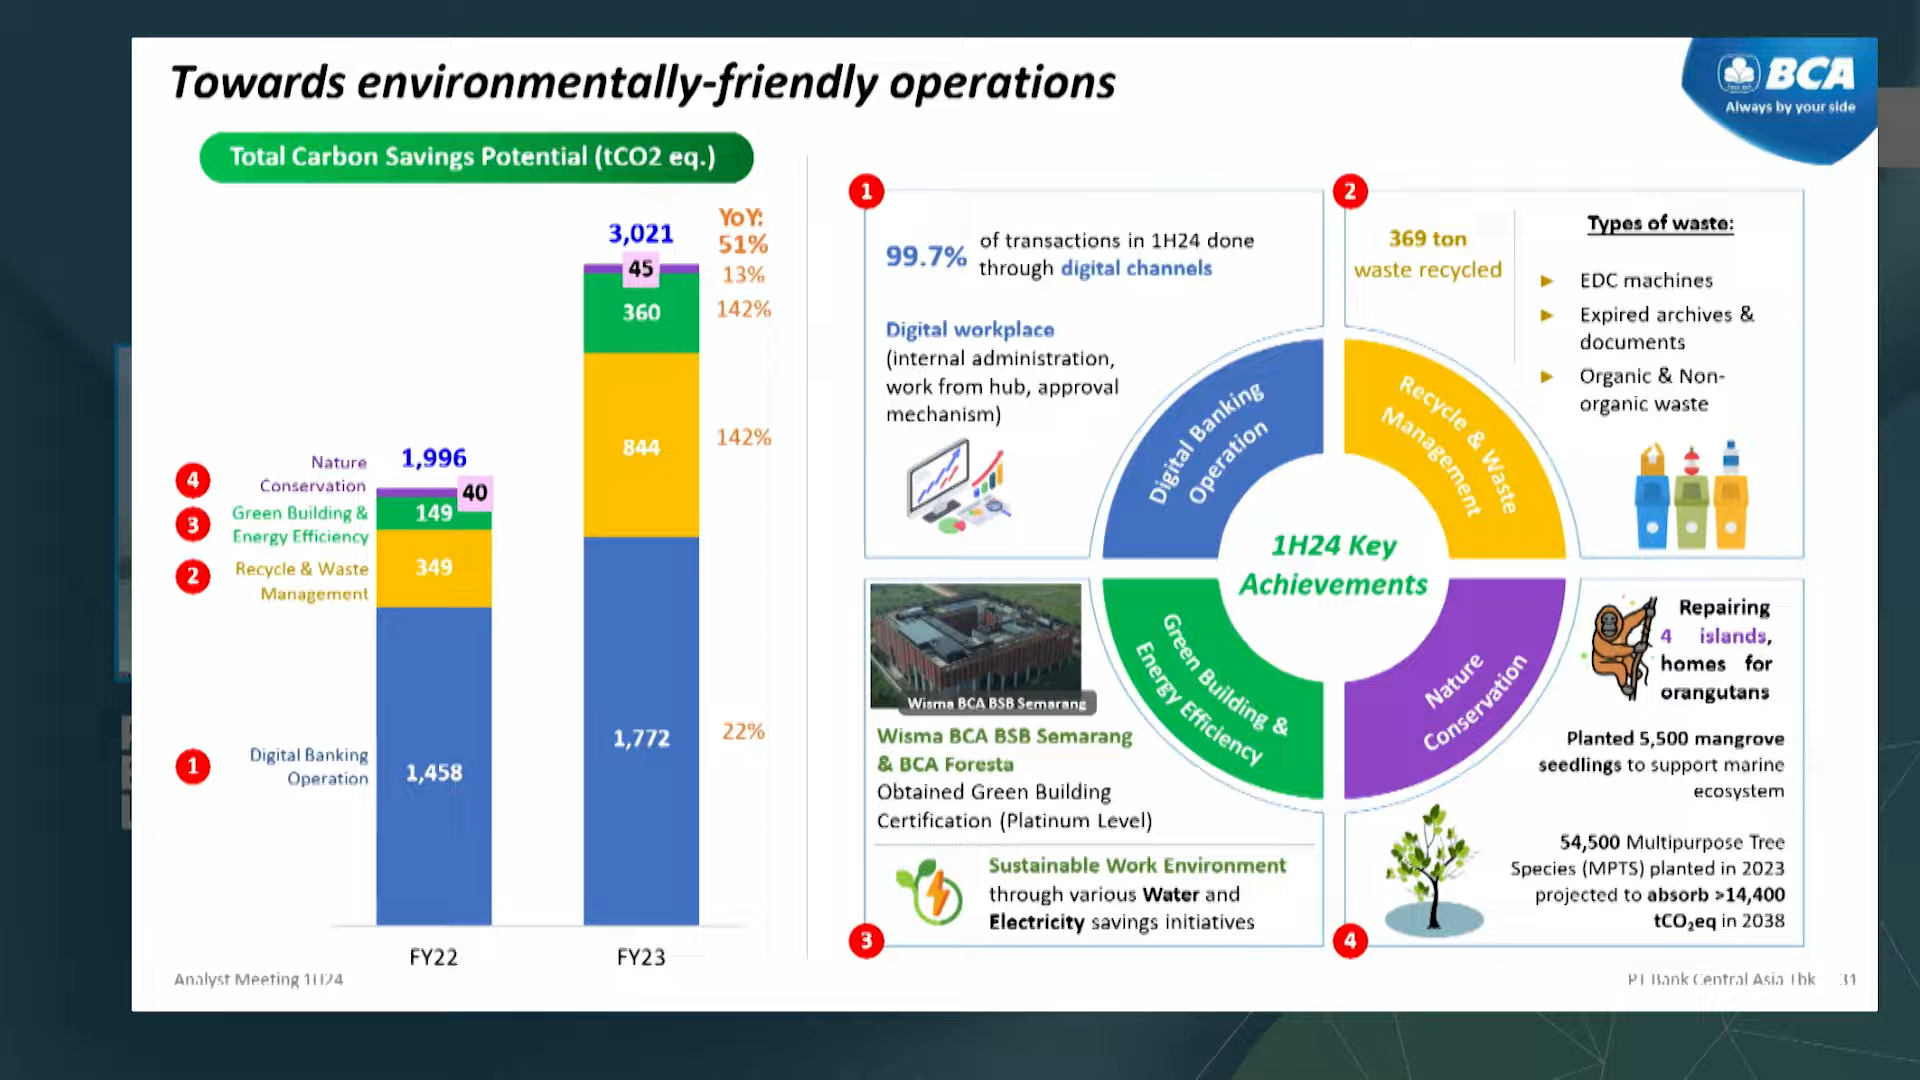 Towards environmentally-friendly operations
BCA
Always by your side
Total Carbon Savings Potential (tCO2 eq.)
YoY:
3,021
51%
45
13%
360
142%
844
142%
1,772
22%
1,996
40
149
349
1,458
4
Nature
Conservation
3
Green Building &
Energy Efficiency
2
Recycle & Waste
Management
1
Digital Banking
Operation
FY22
FY23
1
99.7%
of transactions in 1H24 done
through digital channels
Digital workplace
(internal administration,
work from hub, approval
mechanism)
2
369 ton
waste recycled
Types of waste:
► EDC machines
► Expired archives &
documents
► Organic & Non-
organic waste
Digital Banking
Operation
Recycle & Waste
Management
1H24 Key
Achievements
Green Building &
Energy Efficiency
Nature
Conservation
Wisma BCA BSB Semarang
Wisma BCA BSB Semarang
& BCA Foresta
Obtained Green Building
Certification (Platinum Level)
Sustainable Work Environment
through various Water and
Electricity savings initiatives
3
Repairing
4 islands,
homes for
orangutans
Planted 5,500 mangrove
seedlings to support marine
ecosystem
54,500 Multipurpose Tree
Species (MPTS) planted in 2023
projected to absorb >14,400
tCO₂eq in 2038
4
Analyst Meeting 1H24
PT Bank Central Asia Tbk
31